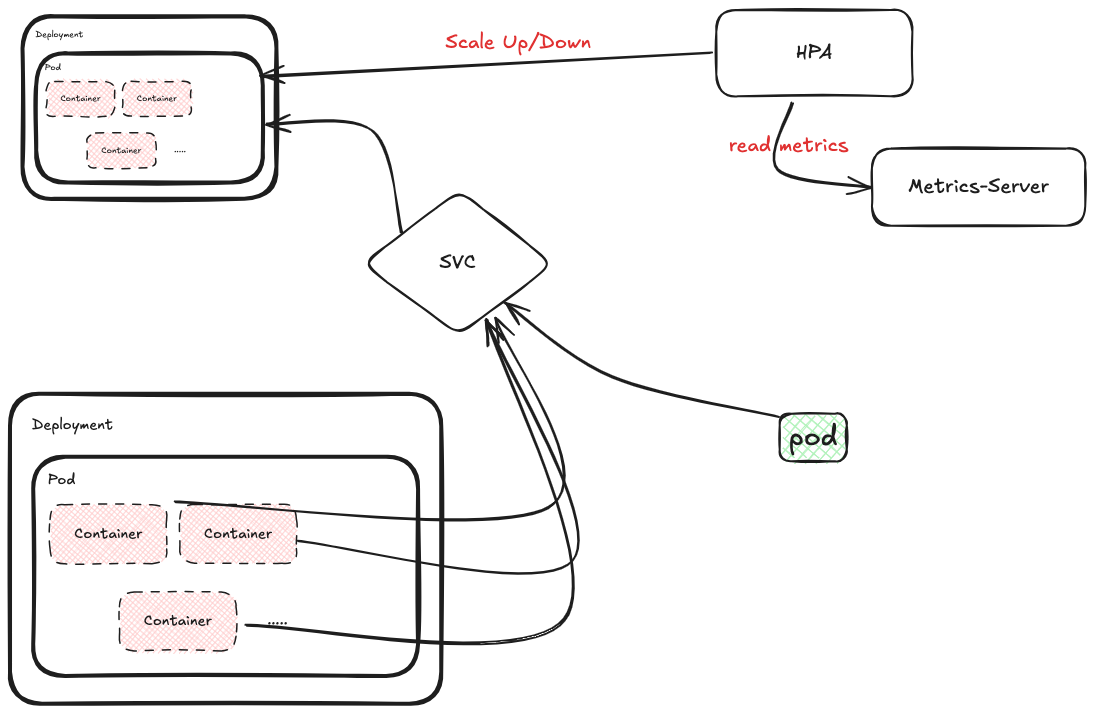 Deployment
Pod
Container
Container
Container
.....
Scale Up/Down
HPA
read metrics
Metrics-Server
SVC
pod
Deployment
Pod
Container
Container
Container
.....